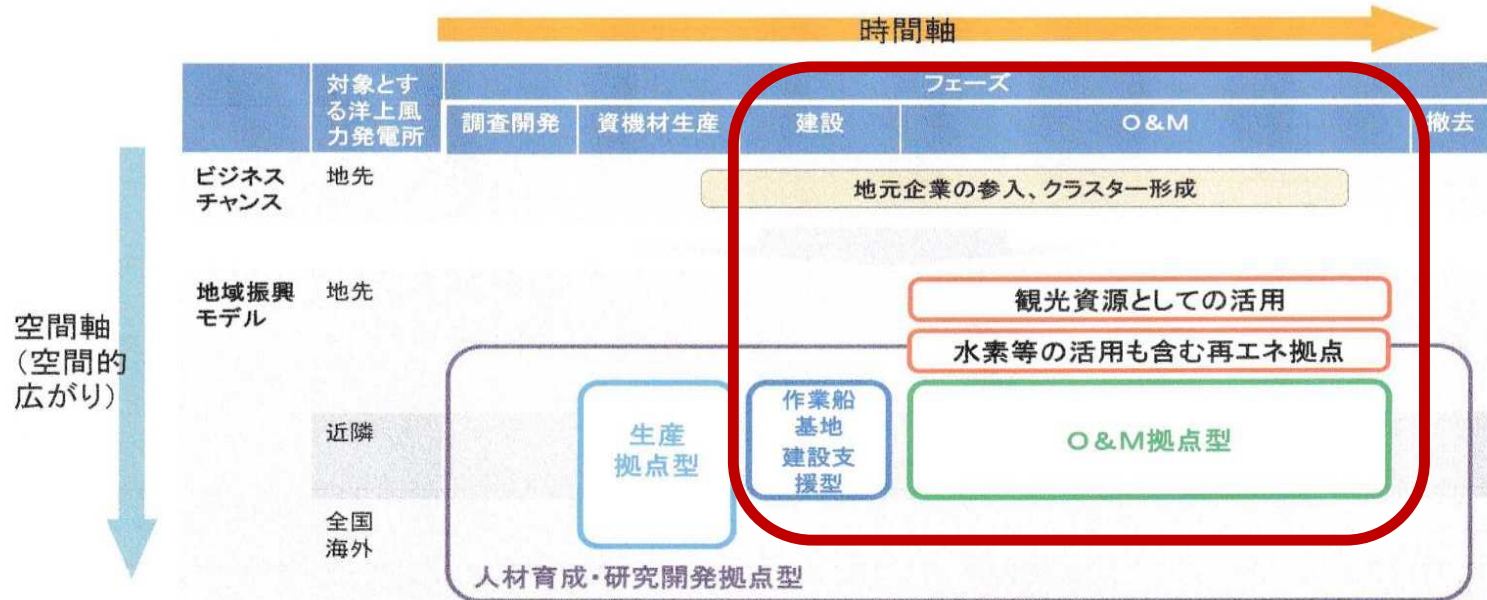 時間軸
対象とす
る洋上風
力発電所
フェーズ
調査開発
資機材生産
建設
O&M
撤去
ビジネス
チャンス
地先
地元企業の参入、クラスター形成
空間軸
(空間的
広がり)
地域振興
モデル
地先
観光資源としての活用
水素等の活用も含む再エネ拠点
近隣
生産
拠点型
作業船
基地
建設支
援型
O&M拠点型
全国
海外
人材育成・研究開発拠点型